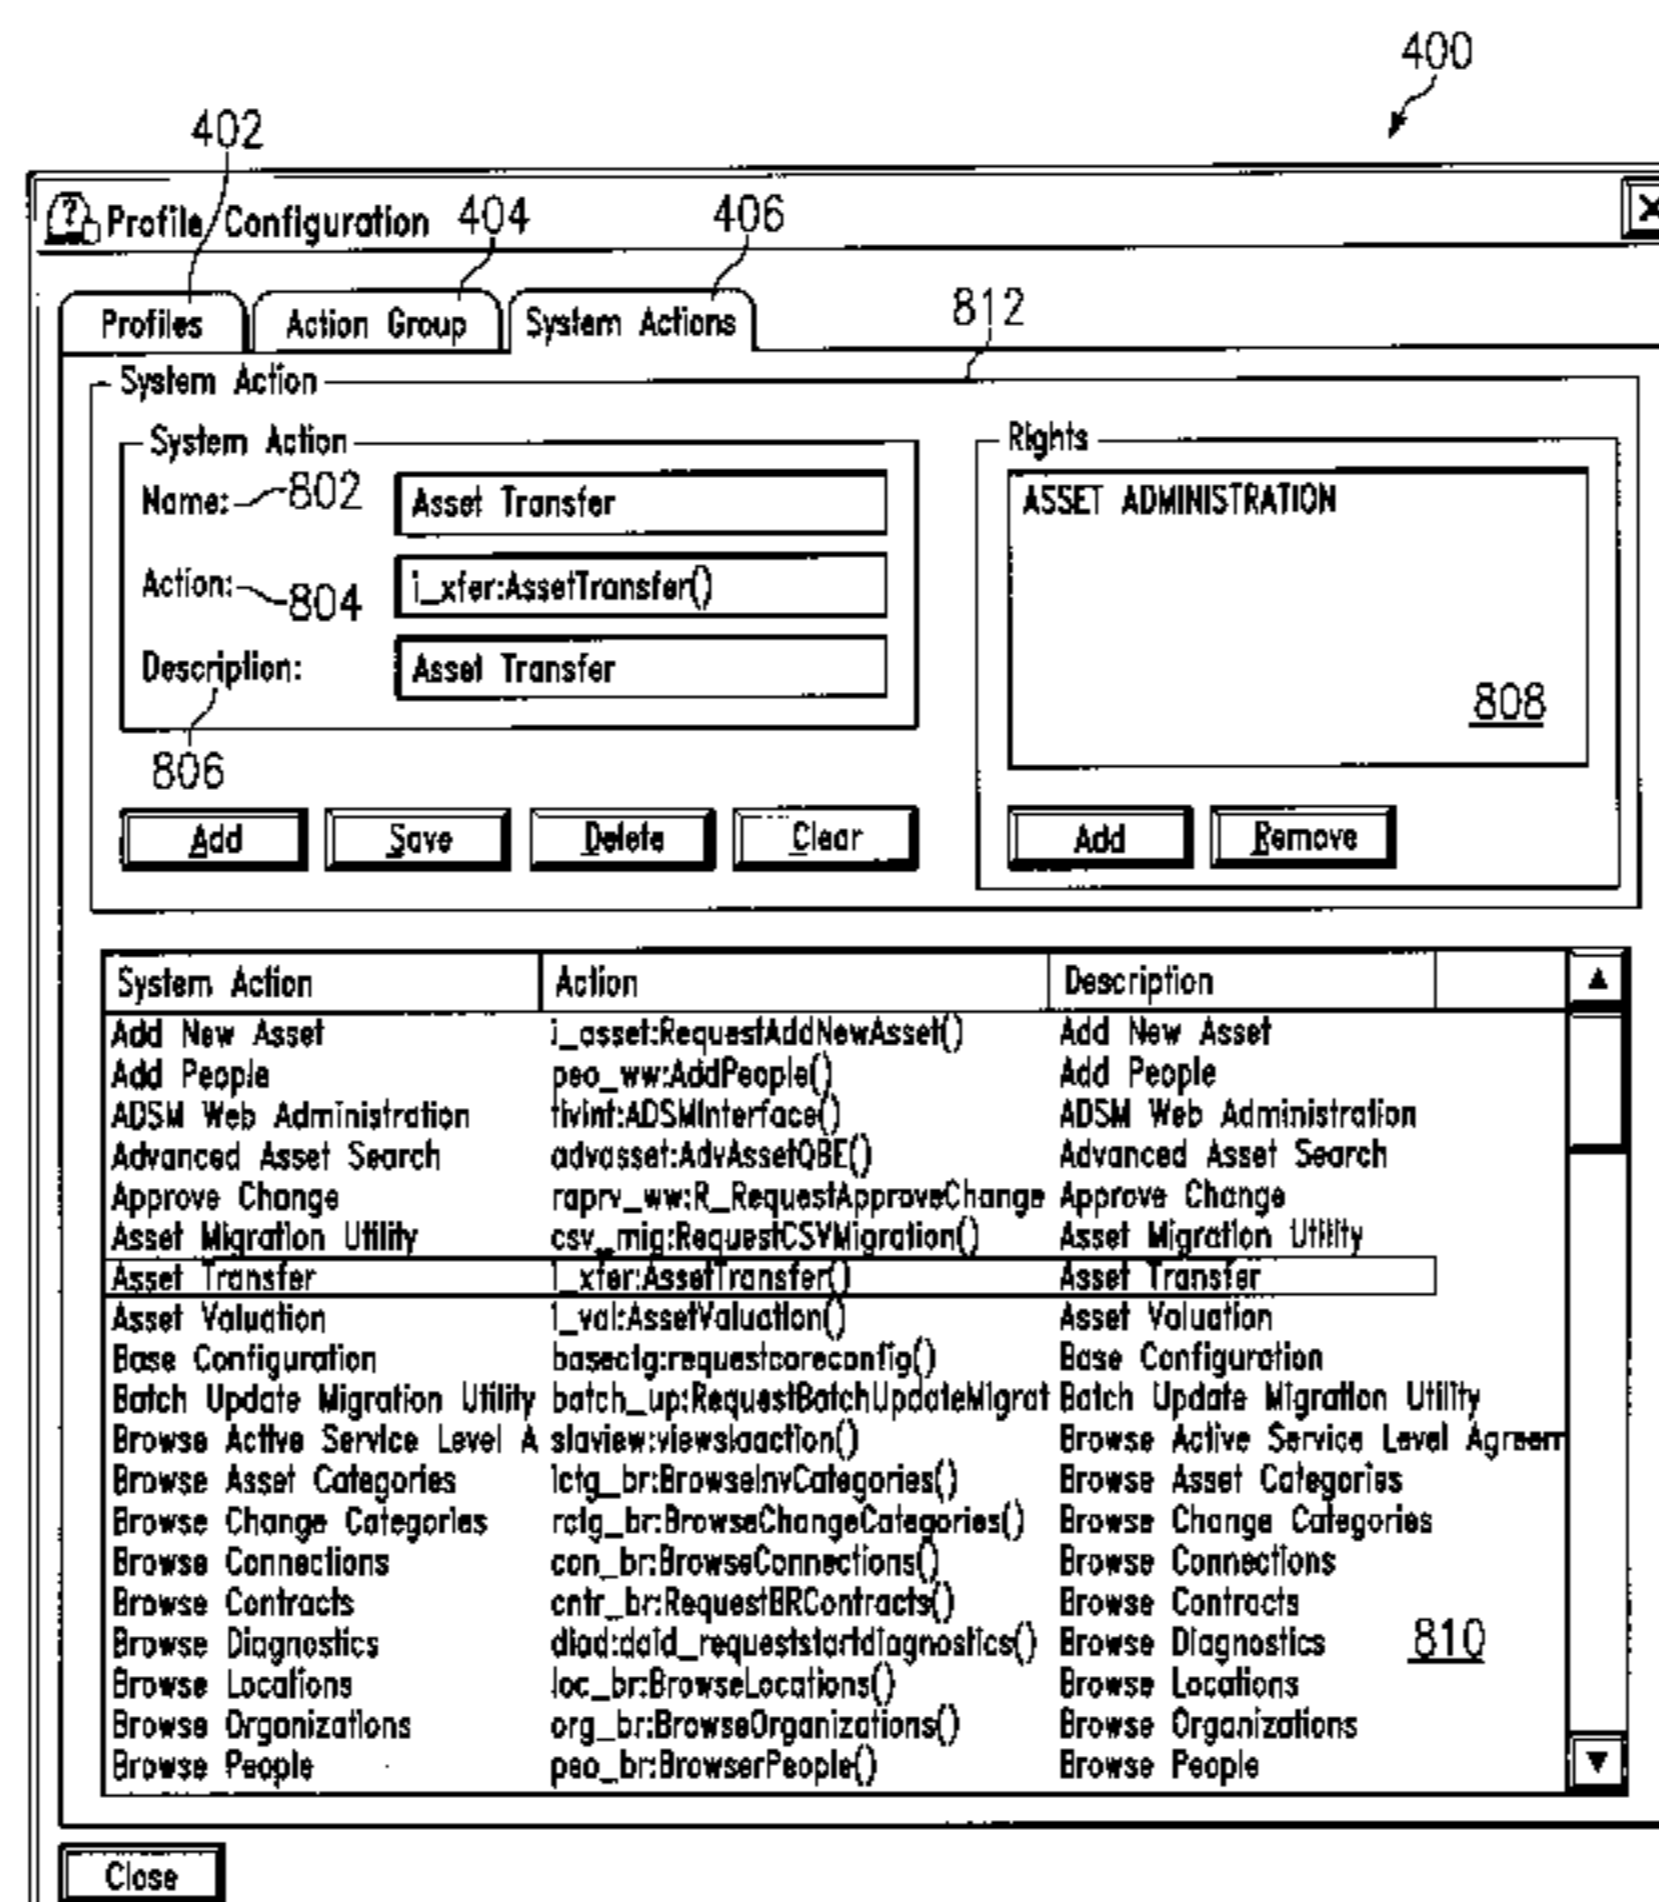 400
402
Profile Configuration 404 406
Profiles Action Group System Actions 812
System Action
System Action Rights
Name: 802 Asset Transfer ASSET ADMINISTRATION
Action: 804 i_xfer:AssetTransfer()
Description: Asset Transfer 808
806
Add Save Delete Clear Add Remove
System Action Action Description
Add New Asset i_asset:RequestAddNewAsset() Add New Asset
Add People peo_ww:AddPeople() Add People
ADSM Web Administration tivint:ADSMInterface() ADSM Web Administration
Advanced Asset Search advasset:AdvAssetQBE() Advanced Asset Search
Approve Change raprv_ww:R_RequestApproveChange Approve Change
Asset Migration Utility csv_mig:RequestCSVMigration() Asset Migration Utility
Asset Transfer i_xfer:AssetTransfer() Asset Transfer
Asset Valuation i_val:AssetValuation() Asset Valuation
Base Configuration basecfg:requestcoreconfig() Base Configuration
Batch Update Migration Utility batch_up:RequestBatchUpdateMigrat Batch Update Migration Utility
Browse Active Service Level A slaview:viewslaaction() Browse Active Service Level Agreem
Browse Asset Categories ictg_br:BrowseInvCategories() Browse Asset Categories
Browse Change Categories rctg_br:BrowseChangeCategories() Browse Change Categories
Browse Connections con_br:BrowseConnections() Browse Connections
Browse Contracts cntr_br:RequestBRContracts() Browse Contracts
Browse Diagnostics diad:daid_requeststartdiagnostics() Browse Diagnostics 810
Browse Locations loc_br:BrowseLocations() Browse Locations
Browse Organizations org_br:BrowseOrganizations() Browse Organizations
Browse People peo_br:BrowserPeople() Browse People
Close